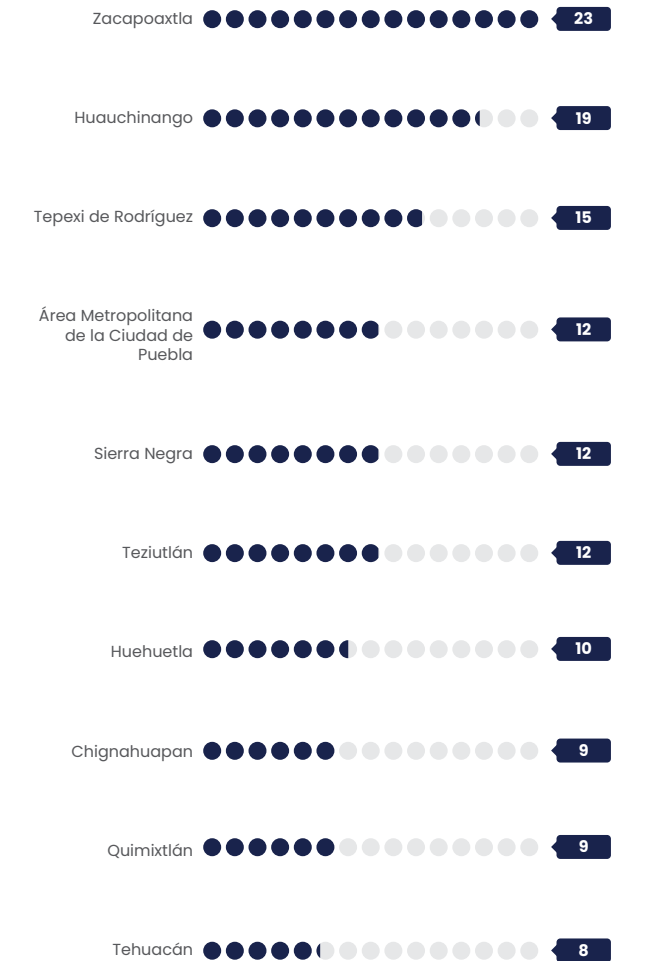 Zacapoaxtla 23
Huauchinango 19
Tepexi de Rodríguez 15
Área Metropolitana
de la Ciudad de 12
Puebla
Sierra Negra 12
Teziutlán 12
Huehuetla 10
Chignahuapan 9
Quimixtlán 9
Tehuacán 8